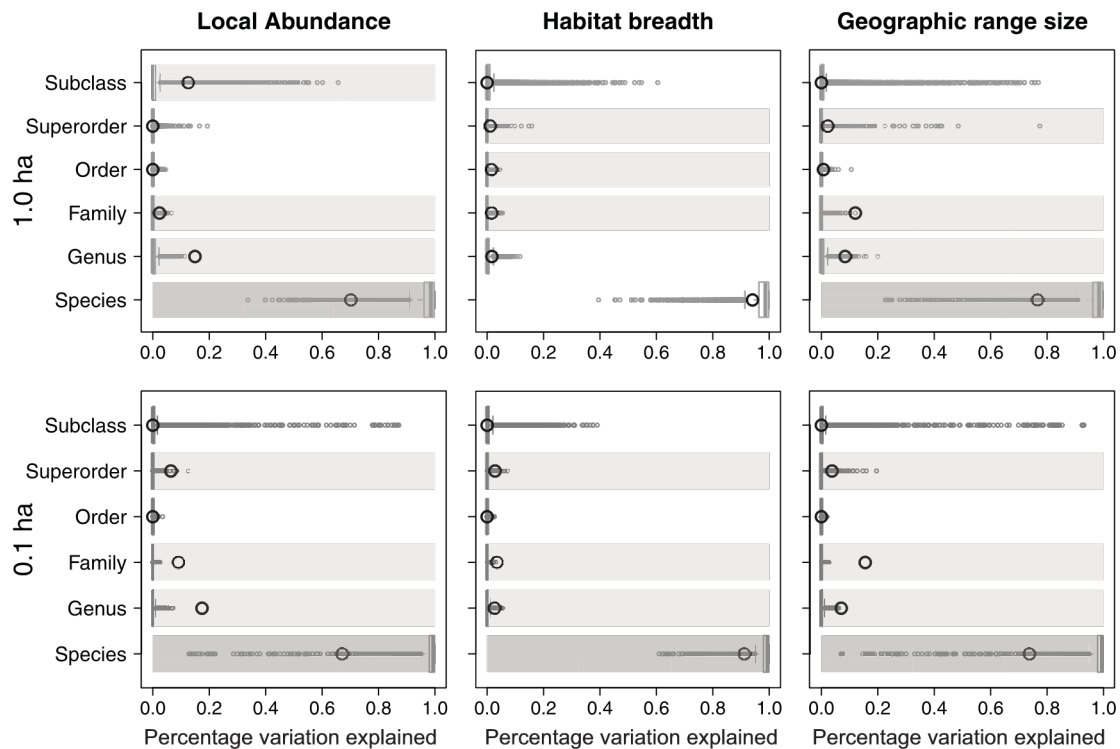 Local Abundance Habitat breadth Geographic range size
1.0 ha
Subclass
Superorder
Order
Family
Genus
Species
0.0 0.2 0.4 0.6 0.8 1.0 0.0 0.2 0.4 0.6 0.8 1.0 0.0 0.2 0.4 0.6 0.8 1.0
0.1 ha
Subclass
Superorder
Order
Family
Genus
Species
0.0 0.2 0.4 0.6 0.8 1.0 0.0 0.2 0.4 0.6 0.8 1.0 0.0 0.2 0.4 0.6 0.8 1.0
Percentage variation explained Percentage variation explained Percentage variation explained